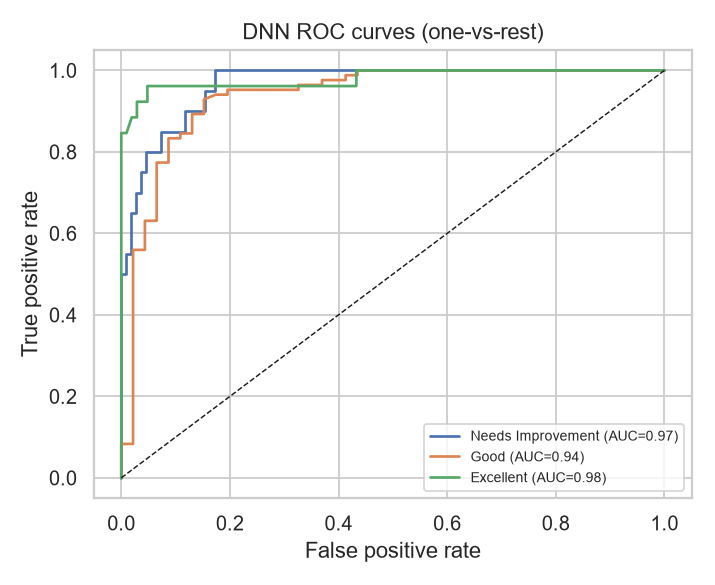 DNN ROC curves (one-vs-rest)
True positive rate
1.0
0.8
0.6
0.4
0.2
0.0
Needs Improvement (AUC=0.97)
Good (AUC=0.94)
Excellent (AUC=0.98)
0.0 0.2 0.4 0.6 0.8 1.0
False positive rate